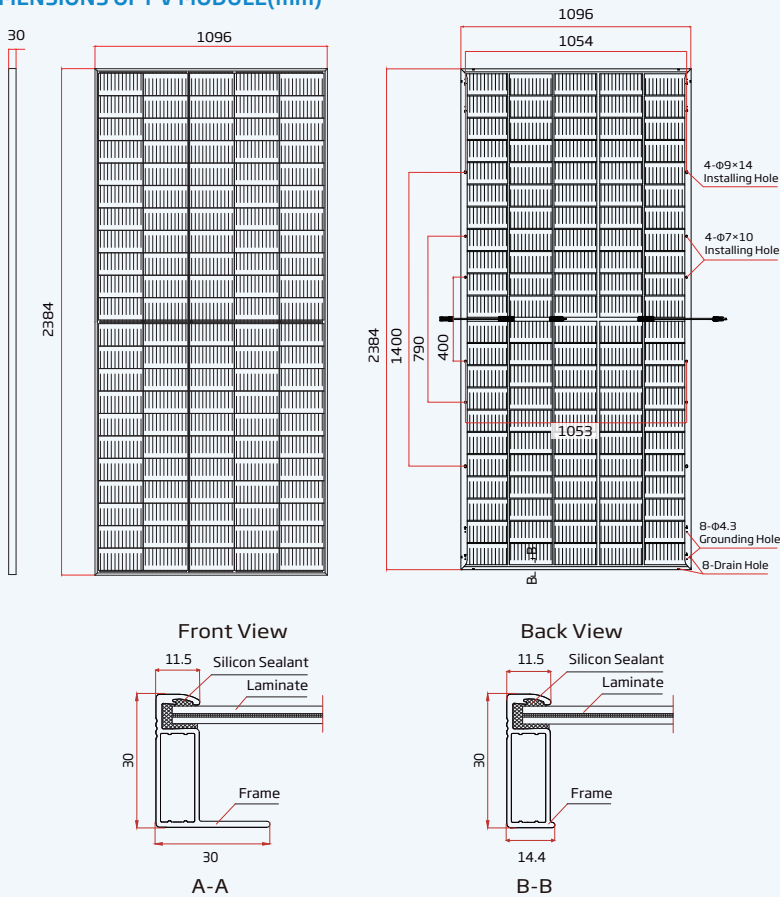 MENSIONS OF PV MODULE(mm)
30
1096
2384
1096
1054
4-Φ9×14
Installing Hole
4-Φ7×10
Installing Hole
2384
1400
790
400
1053
8-Φ4.3
Grounding Hole
8-Drain Hole
B
B
Front View
Back View
11.5
Silicon Sealant
Laminate
30
Frame
30
A-A
11.5
Silicon Sealant
Laminate
30
Frame
14.4
B-B